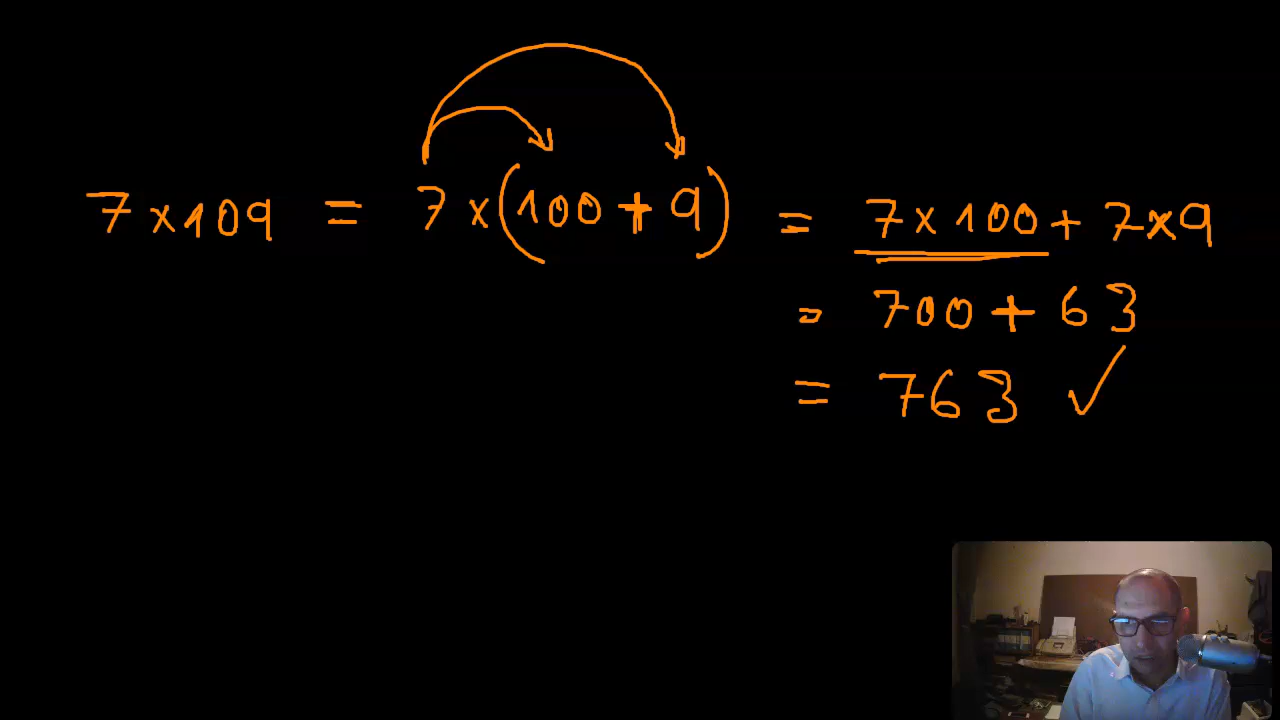 7 × 109 = 7 × (100 + 9) = 7 × 100 + 7 × 9
= 700 + 63
= 763 ✓